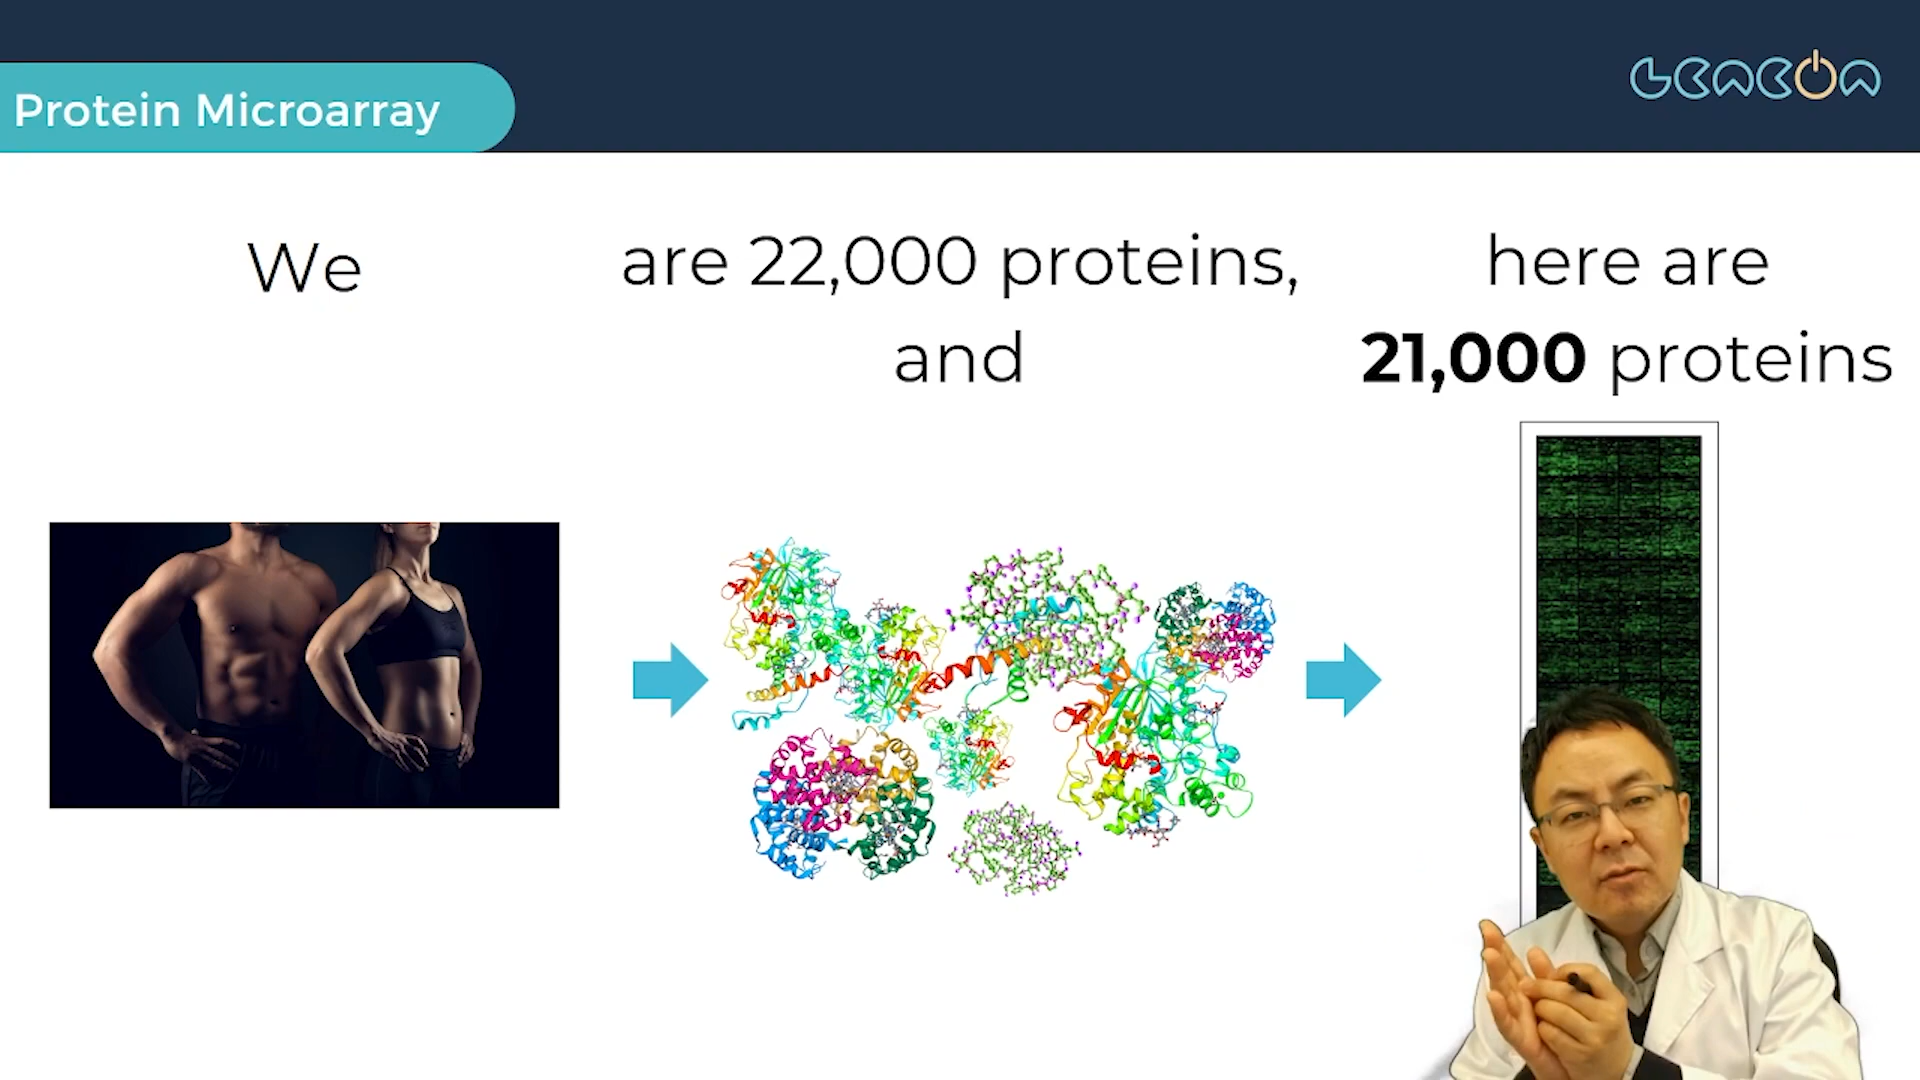 Protein Microarray
We
are 22,000 proteins,
and
here are
21,000 proteins